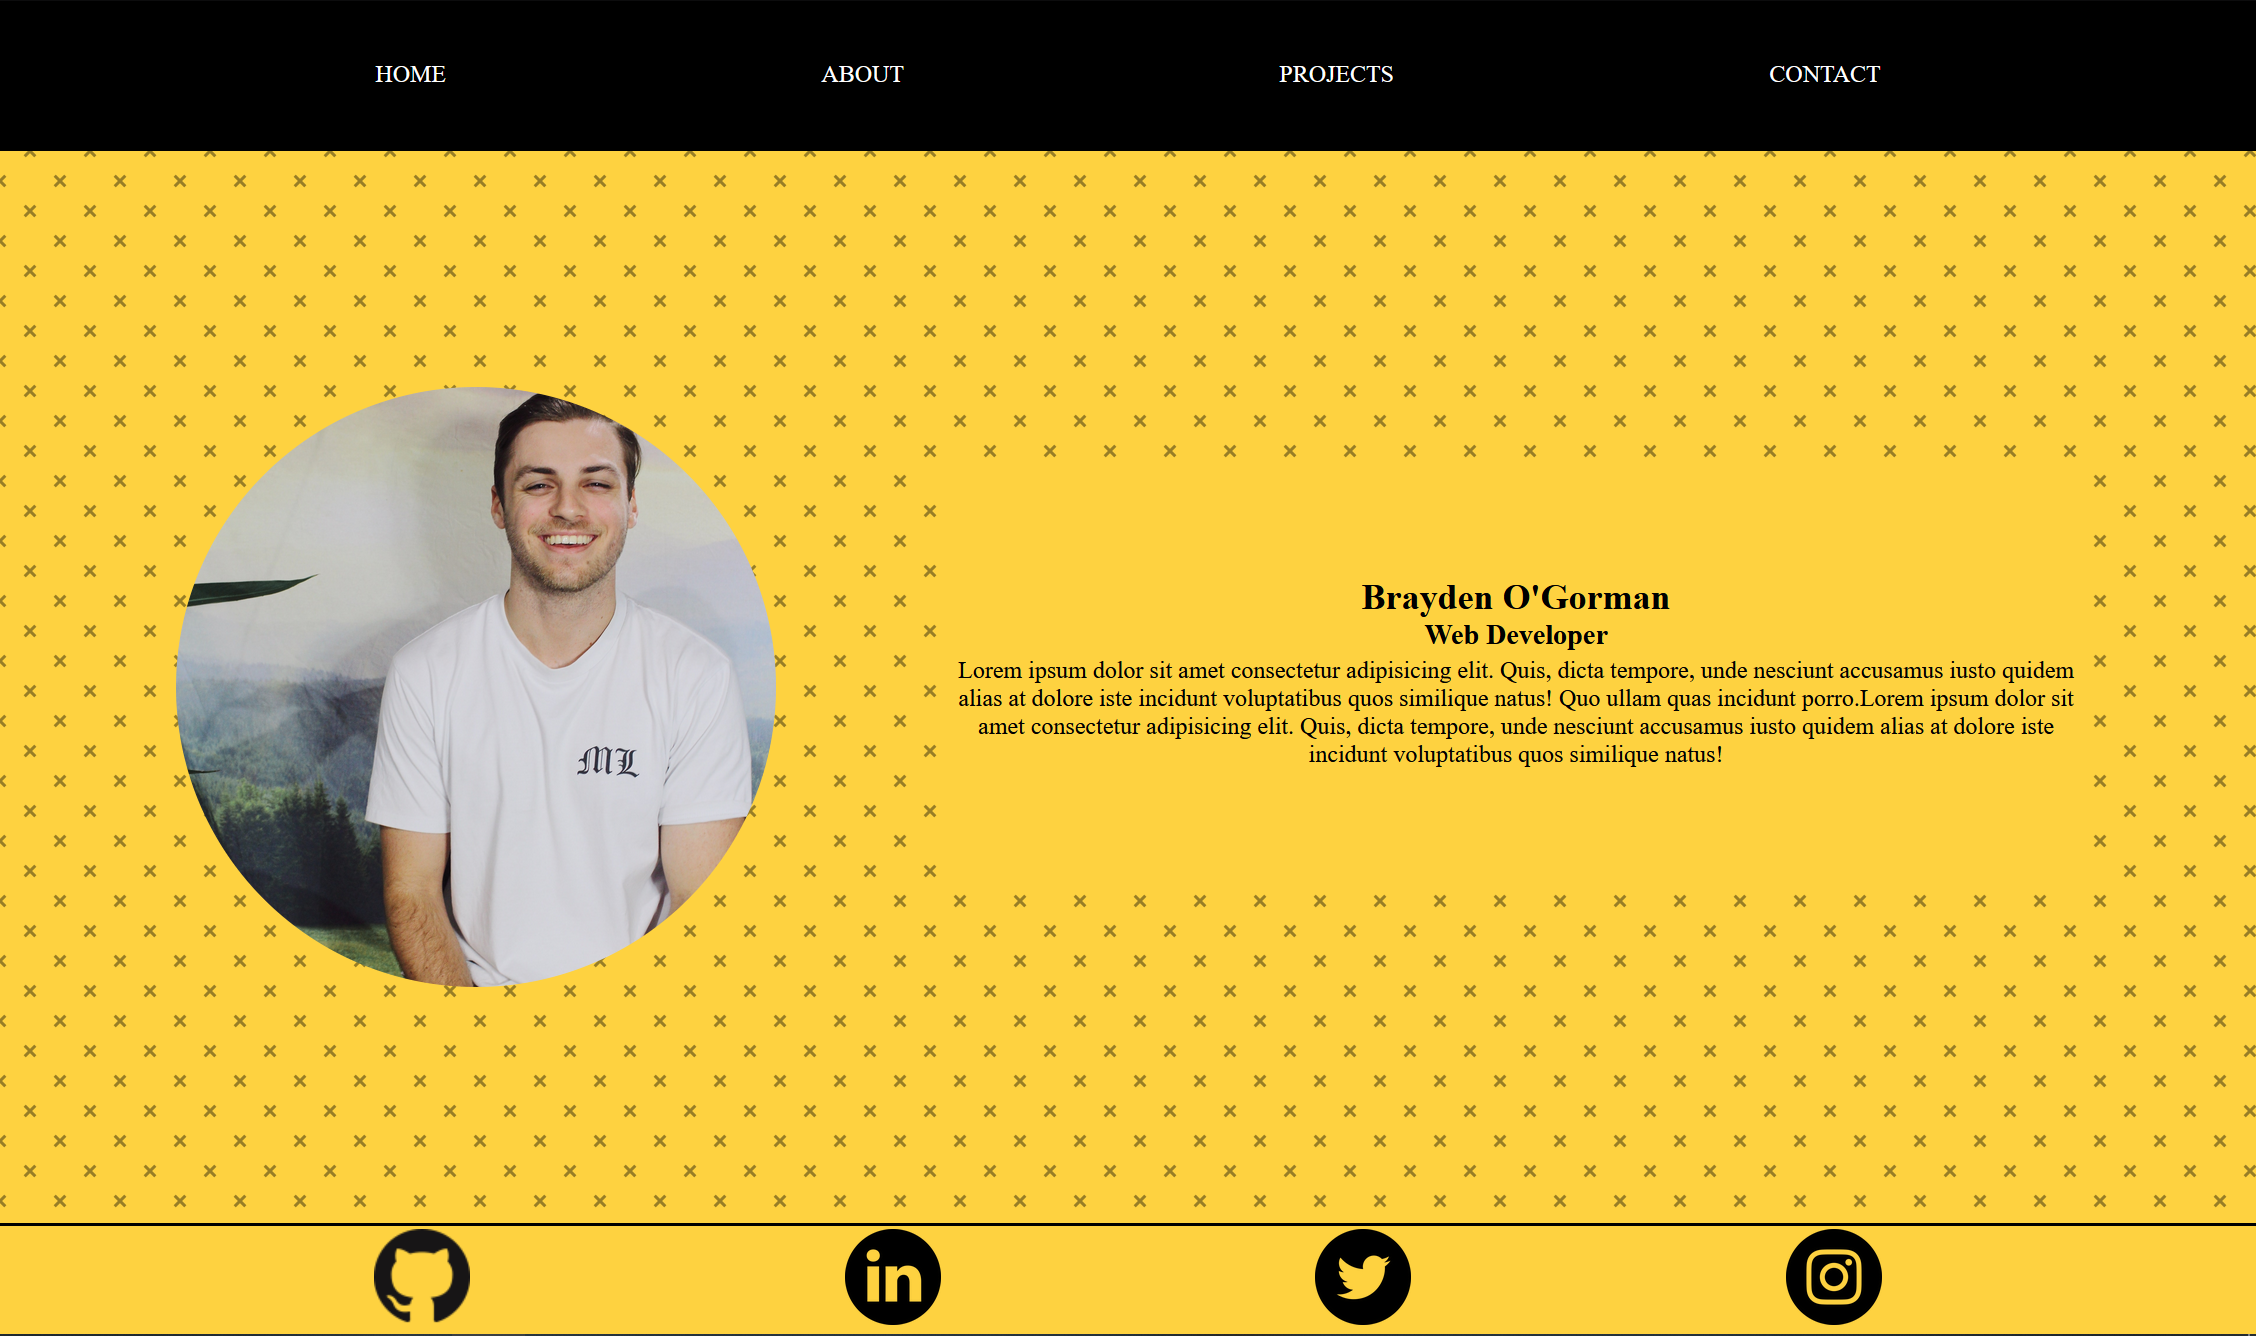 HOME ABOUT PROJECTS CONTACT
Brayden O'Gorman
Web Developer
Lorem ipsum dolor sit amet consectetur adipisicing elit. Quis, dicta tempore, unde nesciunt accusamus iusto quidem
alias at dolore iste incidunt voluptatibus quos similique natus! Quo ullam quas incidunt porro.Lorem ipsum dolor sit
amet consectetur adipisicing elit. Quis, dicta tempore, unde nesciunt accusamus iusto quidem alias at dolore iste
incidunt voluptatibus quos similique natus!
ML
in